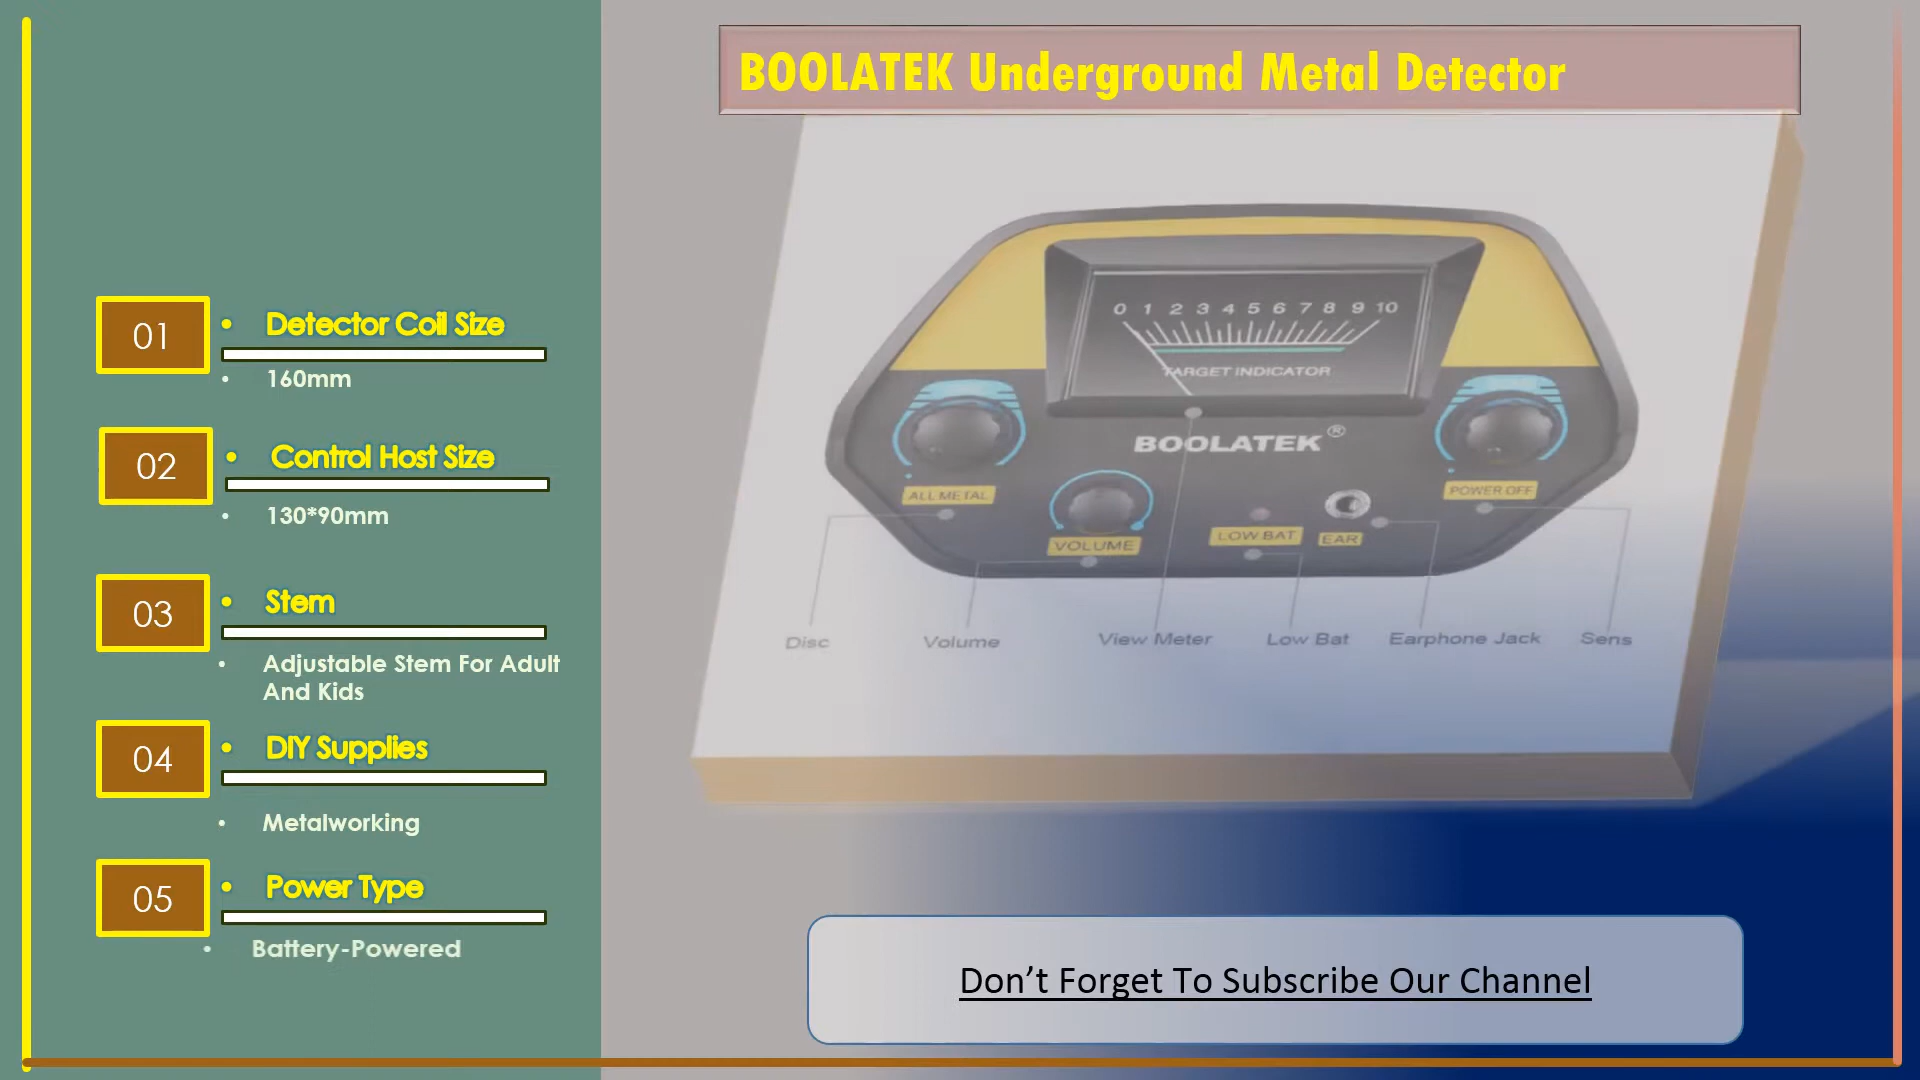 BOOLATEK Underground Metal Detector
01
• Detector Coil Size
• 160mm
02
• Control Host Size
• 130*90mm
03
• Stem
• Adjustable Stem For Adult
And Kids
04
• DIY Supplies
• Metalworking
05
• Power Type
• Battery-Powered
0 1 2 3 4 5 6 7 8 9 10
TARGET INDICATOR
BOOLATEK®
ALL METAL
POWER OFF
VOLUME
LOW BAT
EAR
Disc Volume View Meter Low Bat Earphone Jack Sens
Don’t Forget To Subscribe Our Channel